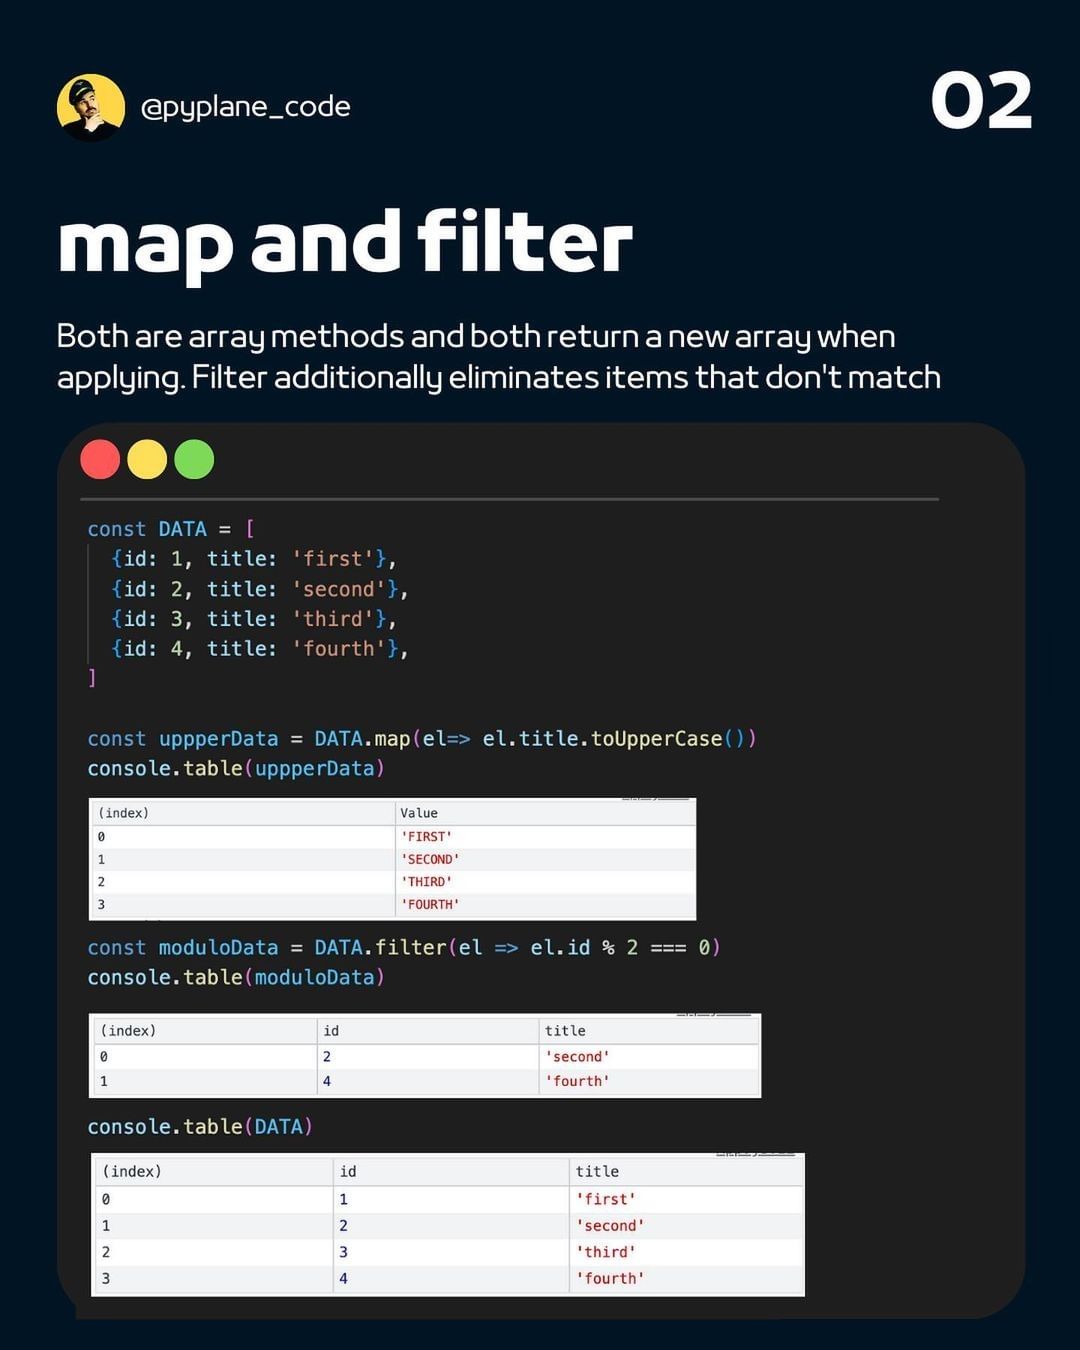 @pyplane_code
02
map and filter
Both are array methods and both return a new array when
applying. Filter additionally eliminates items that don't match
const DATA = [
{id: 1, title: 'first'},
{id: 2, title: 'second'},
{id: 3, title: 'third'},
{id: 4, title: 'fourth'},
]
const uppperData = DATA.map(el=> el.title.toUpperCase())
console.table(uppperData)
(index) Value
0 'FIRST'
1 'SECOND'
2 'THIRD'
3 'FOURTH'
const moduloData = DATA.filter(el => el.id % 2 === 0)
console.table(moduloData)
(index) id title
0 2 'second'
1 4 'fourth'
console.table(DATA)
(index) id title
0 1 'first'
1 2 'second'
2 3 'third'
3 4 'fourth'